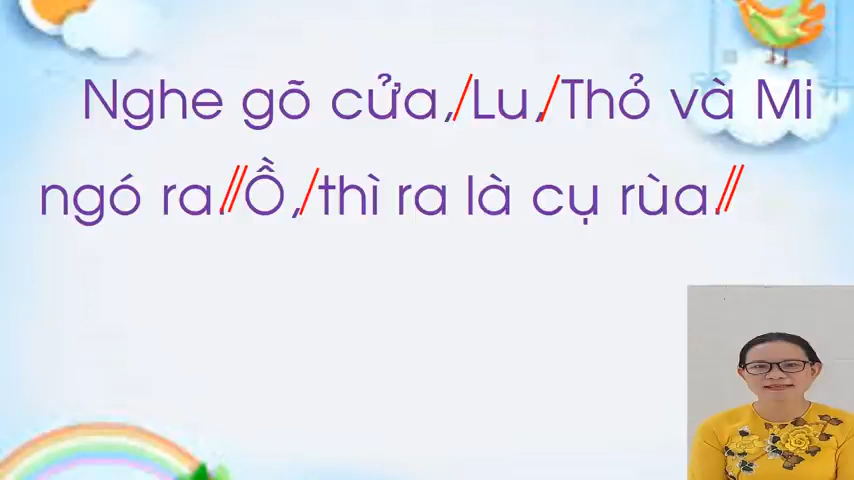 Nghe gõ cửa,/Lu,/Thỏ và Mi
ngó ra.//Ồ,/thì ra là cụ rùa.//